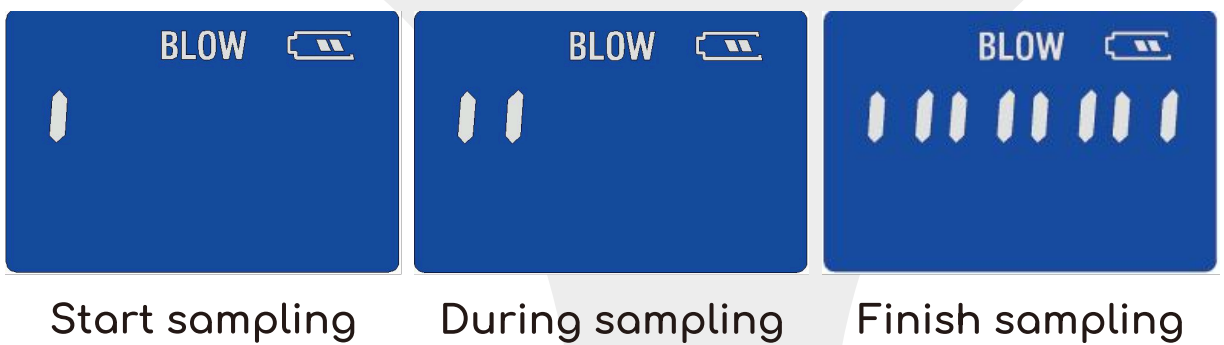 BLOW
BLOW
BLOW
Start sampling
During sampling
Finish sampling